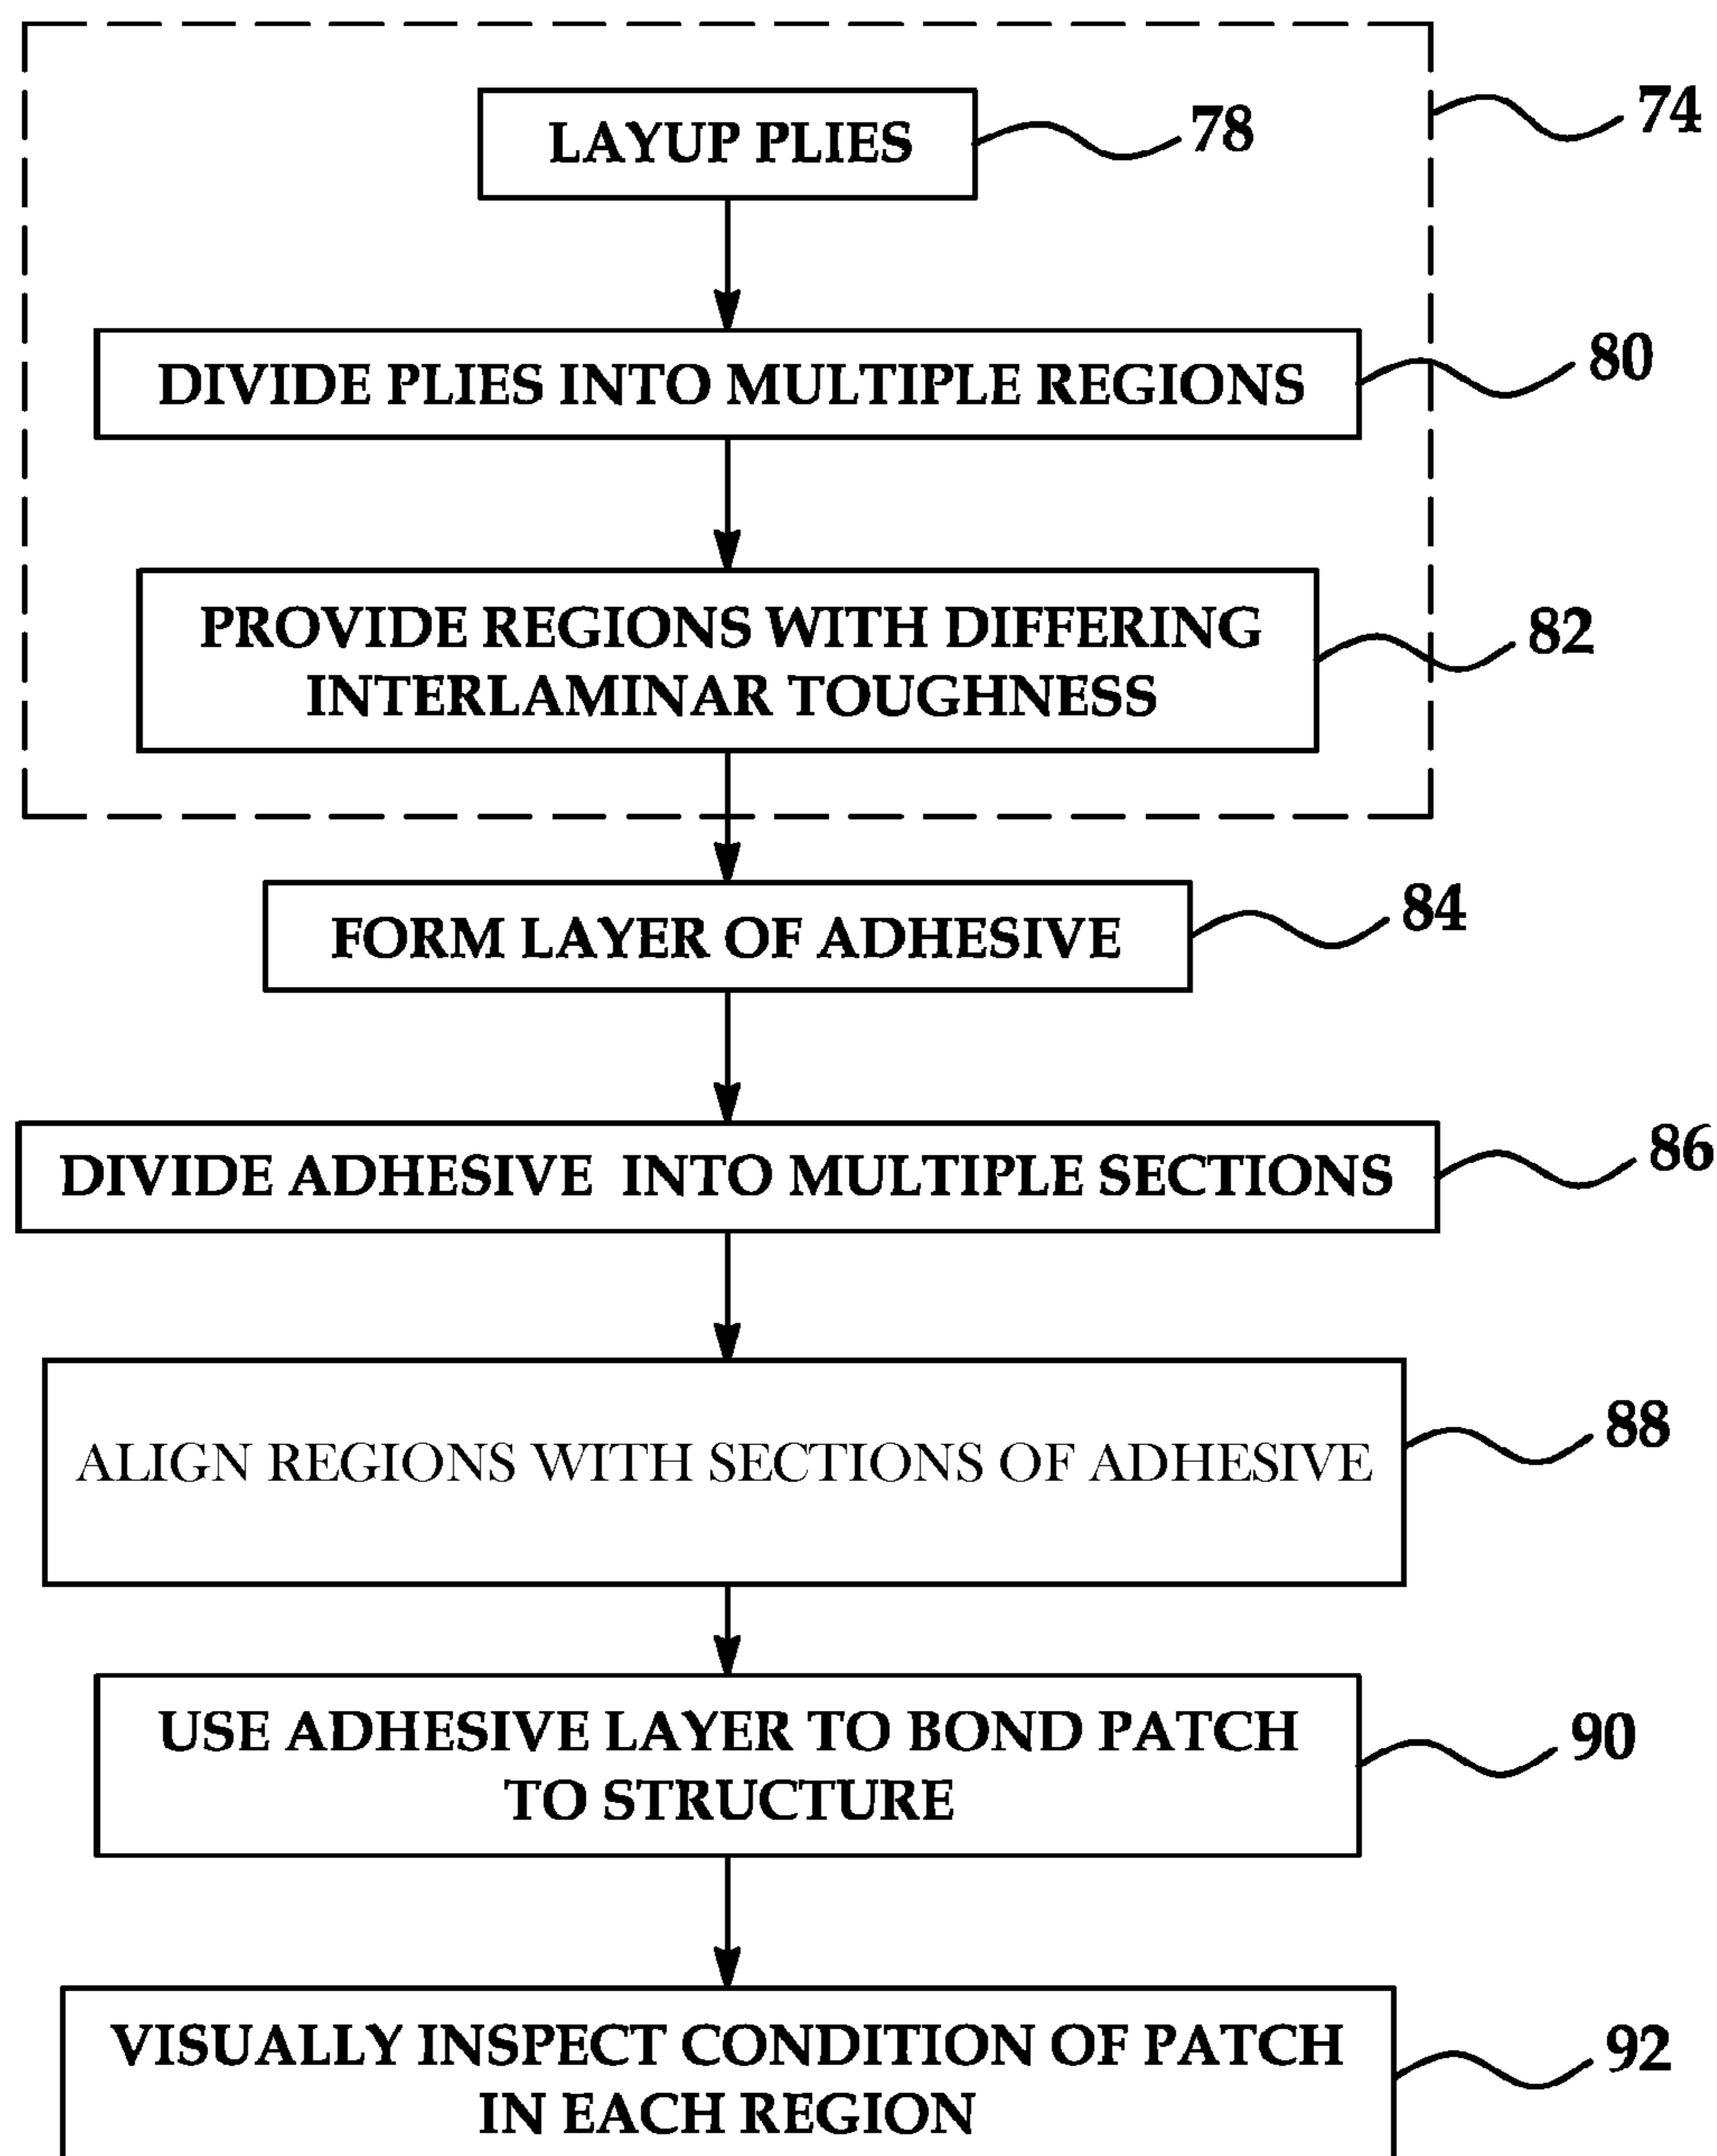 74
LAYUP PLIES
78
DIVIDE PLIES INTO MULTIPLE REGIONS
80
PROVIDE REGIONS WITH DIFFERING
INTERLAMINAR TOUGHNESS
82
FORM LAYER OF ADHESIVE
84
DIVIDE ADHESIVE INTO MULTIPLE SECTIONS
86
ALIGN REGIONS WITH SECTIONS OF ADHESIVE
88
USE ADHESIVE LAYER TO BOND PATCH
TO STRUCTURE
90
VISUALLY INSPECT CONDITION OF PATCH
IN EACH REGION
92